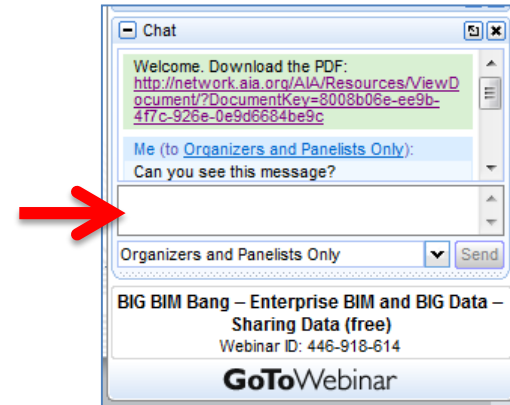 Chat
Welcome. Download the PDF:
http://network.aia.org/AIA/Resources/ViewD
ocument/?DocumentKey=8008b06e-ee9b-
4f7c-926e-0e9d6684be9c
Me (to Organizers and Panelists Only):
Can you see this message?
Organizers and Panelists Only
Send
BIG BIM Bang – Enterprise BIM and BIG Data –
Sharing Data (free)
Webinar ID: 446-918-614
GoToWebinar